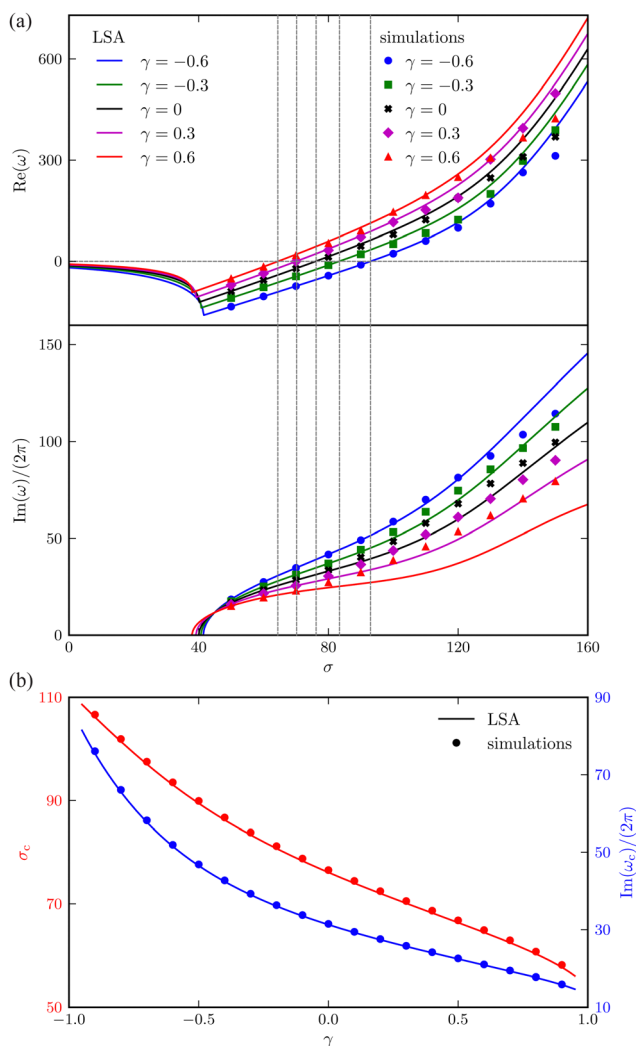 (a)
LSA
γ = −0.6
γ = −0.3
γ = 0
γ = 0.3
γ = 0.6
simulations
γ = −0.6
γ = −0.3
γ = 0
γ = 0.3
γ = 0.6
Re(ω)
600
300
0
Im(ω)/(2π)
150
100
50
0
0 40 80 120 160
σ
(b)
LSA
simulations
σc
110
90
70
50
Im(ωc)/(2π)
90
70
50
30
10
−1.0 −0.5 0.0 0.5 1.0
γ